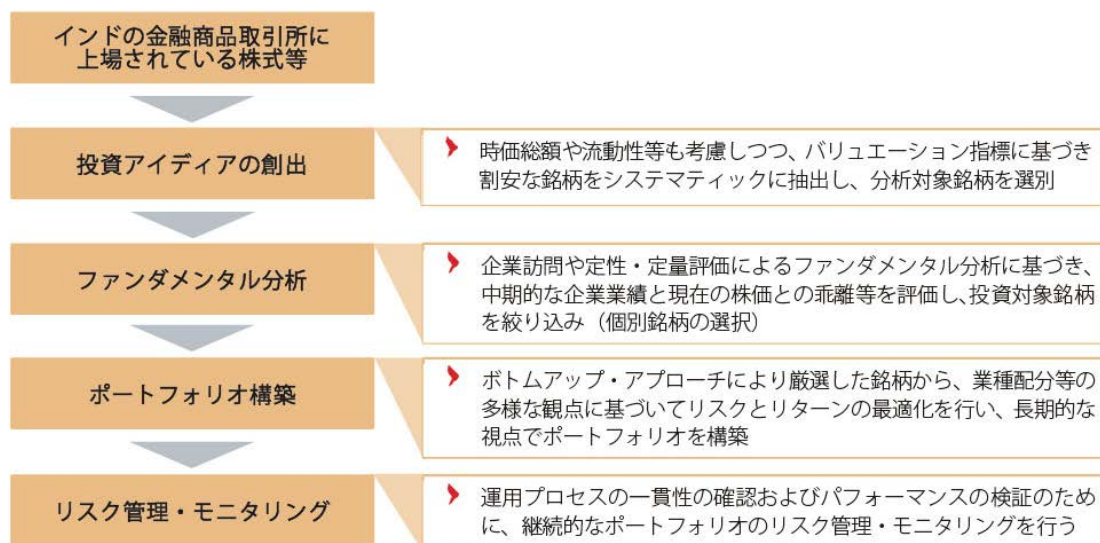 インドの金融商品取引所に
上場されている株式等
投資アイディアの創出
時価総額や流動性等も考慮しつつ、バリュエーション指標に基づき
割安な銘柄をシステマティックに抽出し、分析対象銘柄を選別
ファンダメンタル分析
企業訪問や定性・定量評価によるファンダメンタル分析に基づき、
中期的な企業業績と現在の株価との乖離等を評価し、投資対象銘柄
を絞り込み（個別銘柄の選択）
ポートフォリオ構築
ボトムアップ・アプローチにより厳選した銘柄から、業種配分等の
多様な観点に基づいてリスクとリターンの最適化を行い、長期的な
視点でポートフォリオを構築
リスク管理・モニタリング
運用プロセスの一貫性の確認およびパフォーマンスの検証のため
に、継続的なポートフォリオのリスク管理・モニタリングを行う